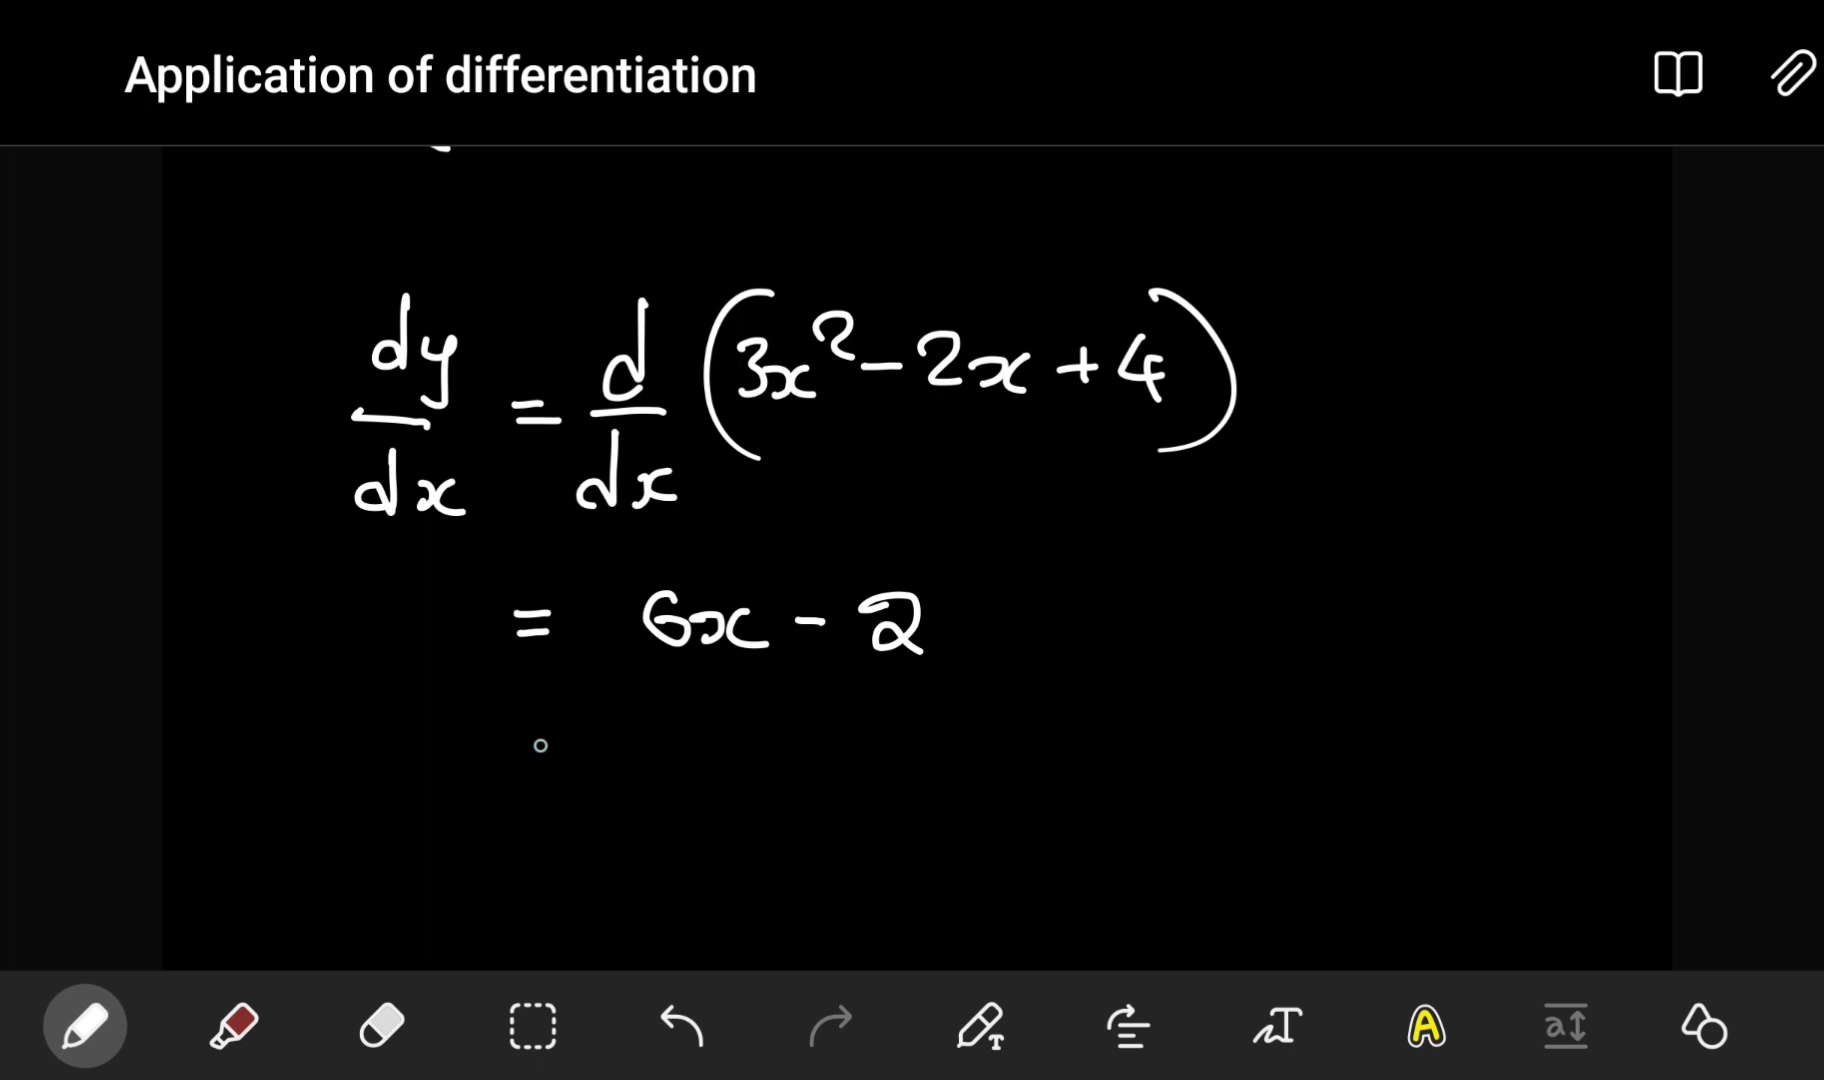 Application of differentiation
dy/dx = d/dx (3x² - 2x + 4)
= 6x - 2